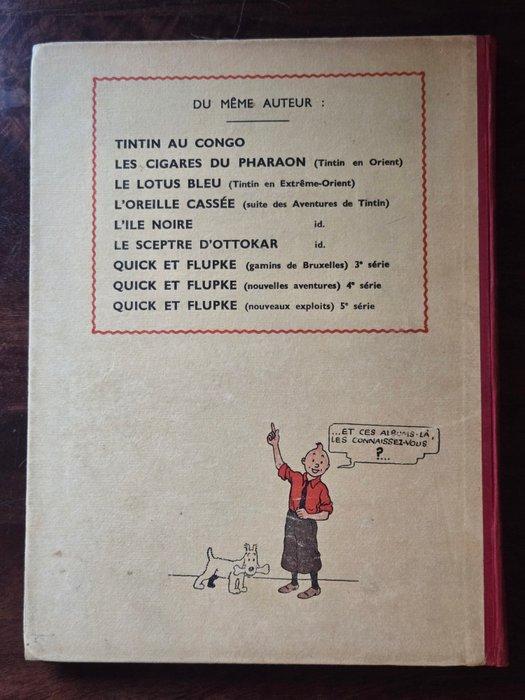 DU MÊME AUTEUR :
TINTIN AU CONGO
LES CIGARES DU PHARAON (Tintin en Orient)
LE LOTUS BLEU (Tintin en Extrême-Orient)
L'OREILLE CASSÉE (suite des Aventures de Tintin)
L'ILE NOIRE id.
LE SCEPTRE D'OTTOKAR id.
QUICK ET FLUPKE (gamins de Bruxelles) 3e série
QUICK ET FLUPKE (nouvelles aventures) 4e série
QUICK ET FLUPKE (nouveaux exploits) 5e série
...ET CES ALBUMS-LÀ,
LES CONNAISSEZ-VOUS
?...